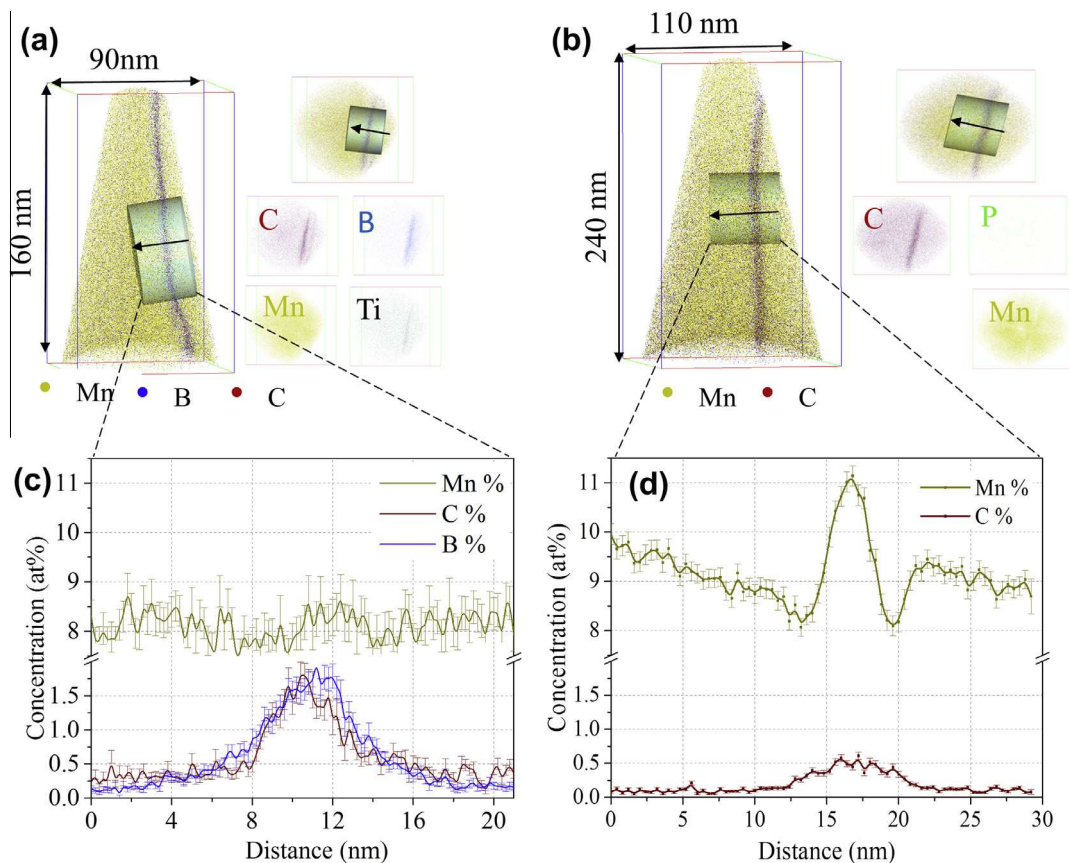 (a)
90nm
160 nm
C
B
Mn
Ti
Mn B C
(b)
110 nm
240 nm
C
P
Mn
Mn C
(c)
Mn %
C %
B %
11
10
9
8
1.5
1.0
0.5
0.0
Concentration (at%)
0 4 8 12 16 20
Distance (nm)
(d)
Mn %
C %
11
10
9
8
1.5
1.0
0.5
0.0
Concentration (at%)
0 5 10 15 20 25 30
Distance (nm)